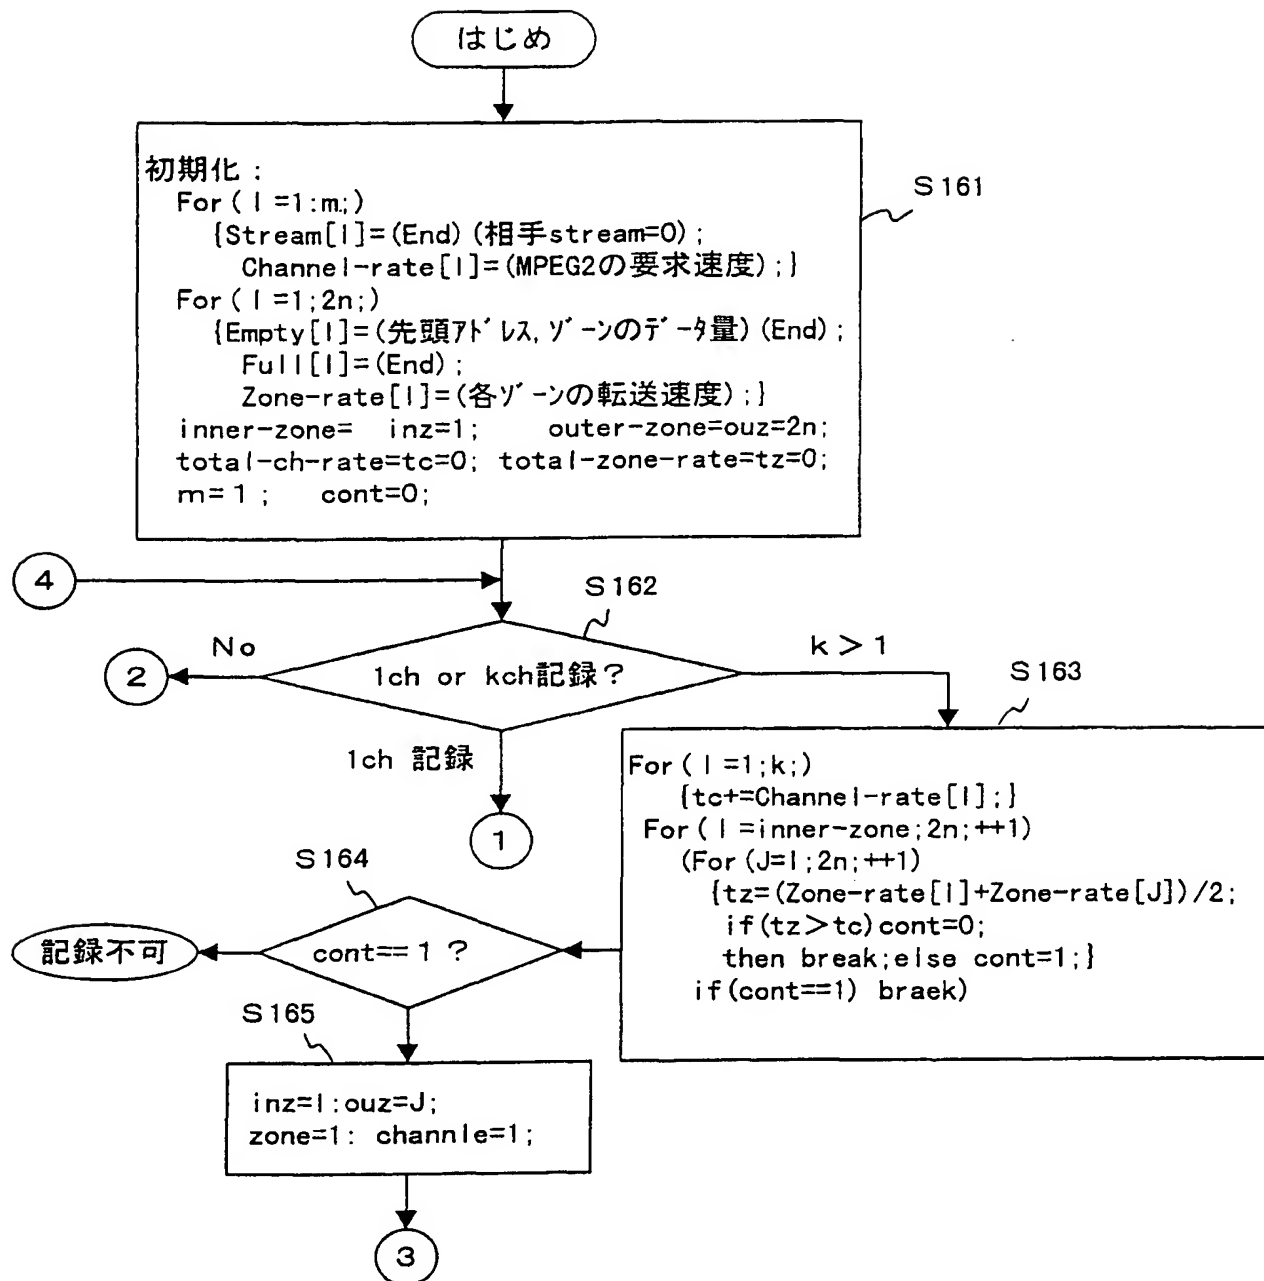 はじめ
初期化：
For(I=1:m;)
{Stream[I]=(End)(相手stream=0);
Channel-rate[I]=(MPEG2の要求速度);}
For(I=1;2n;)
{Empty[I]=(先頭アドレス,ゾーンのデータ量)(End);
Full[I]=(End);
Zone-rate[I]=(各ゾーンの転送速度);}
inner-zone= inz=1; outer-zone=ouz=2n;
total-ch-rate=tc=0; total-zone-rate=tz=0;
m=1; cont=0;
S161
4
S162
No
2
1ch or kch記録?
k>1
S163
1ch 記録
1
For(I=1;k;)
{tc+=Channel-rate[I];}
For(I=inner-zone;2n;++1)
(For(J=I;2n;++1)
{tz=(Zone-rate[I]+Zone-rate[J])/2;
if(tz>tc)cont=0;
then break;else cont=1;}
if(cont==1) braek)
S164
記録不可
cont==1?
S165
inz=I:ouz=J;
zone=1: channle=1;
3